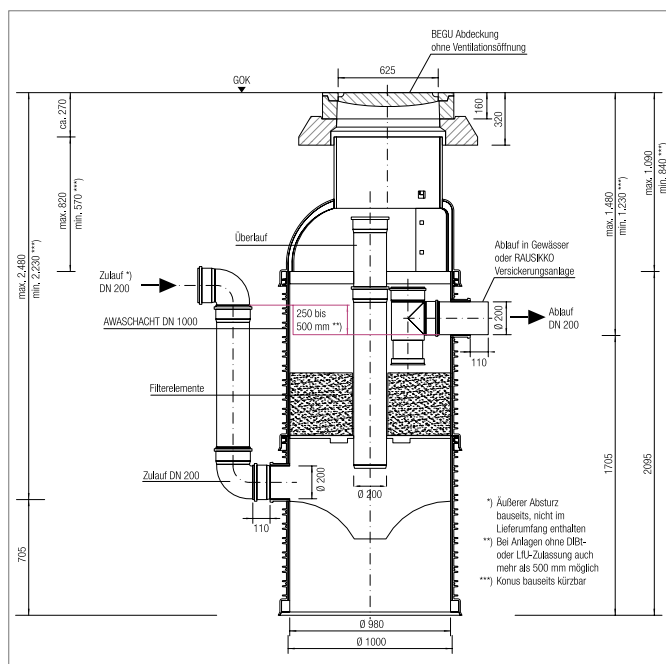 BEGU Abdeckung
ohne Ventilationsöffnung
625
GOK
ca. 270
160
320
max. 820
min. 570 ***)
max. 1.090
min. 840 ***)
max. 1.480
min. 1.230 ***)
max. 2,480
min. 2,230 ***)
Überlauf
Ablauf in Gewässer
oder RAUSIKKO
Versickerungsanlage
Zulauf *)
DN 200
AWASCHACHT DN 1000
250 bis
500 mm **)
Ø 200
Ablauf
DN 200
110
Filterelemente
Zulauf DN 200
Ø 200
Ø 200
110
705
1705
2095
*) Äußerer Absturz
bauseits, nicht im
Lieferumfang enthalten
**) Bei Anlagen ohne DIBt-
oder LfU-Zulassung auch
mehr als 500 mm möglich
***) Konus bauseits kürzbar
Ø 980
Ø 1000